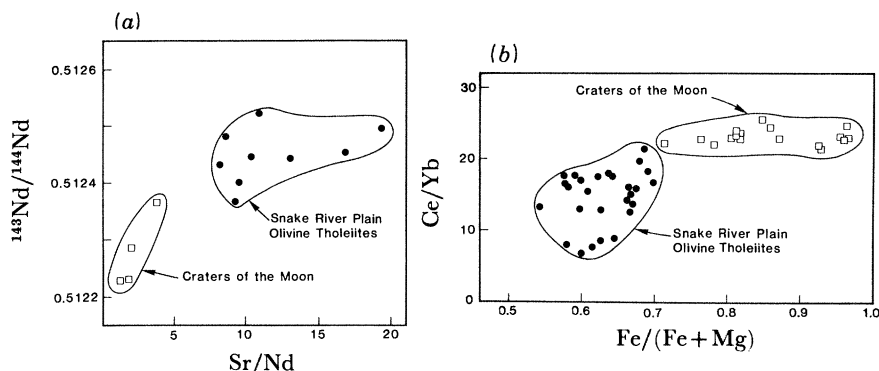 (a)
¹⁴³Nd/¹⁴⁴Nd
0.5126
0.5124
0.5122
Snake River Plain
Olivine Tholeiites
Craters of the Moon
5
10
15
20
Sr/Nd
(b)
Ce/Yb
30
20
10
0
Craters of the Moon
Snake River Plain
Olivine Tholeiites
0.5
0.6
0.7
0.8
0.9
1.0
Fe/(Fe+Mg)